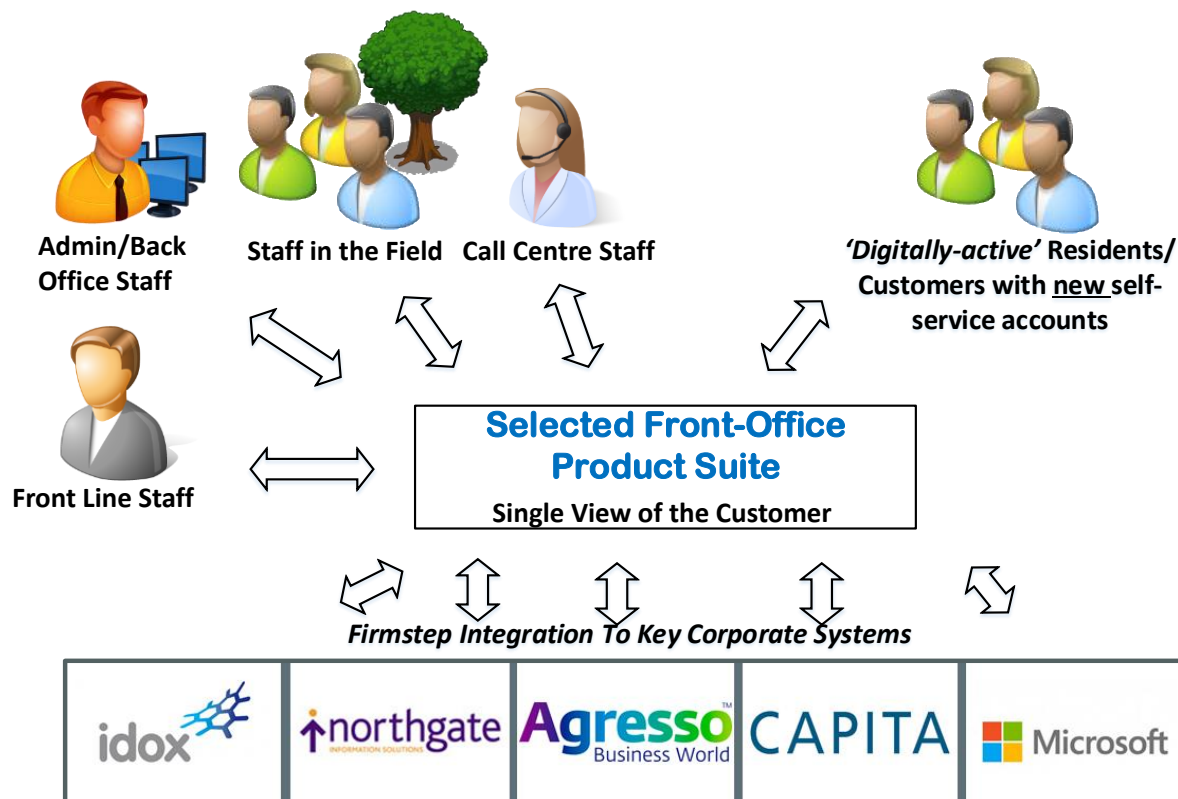 Admin/Back
Office Staff
Staff in the Field
Call Centre Staff
'Digitally-active' Residents/
Customers with new self-
service accounts
Front Line Staff
Selected Front-Office
Product Suite
Single View of the Customer
Firmstep Integration To Key Corporate Systems
idox
northgate
INFORMATION SOLUTIONS
Agresso™
Business World
CAPITA
Microsoft